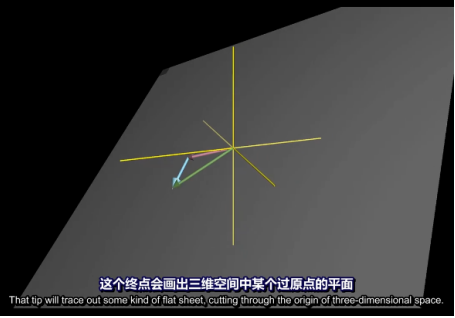 这个终点会画出三维空间中某个过原点的平面
That tip will trace out some kind of flat sheet, cutting through the origin of three-dimensional space.